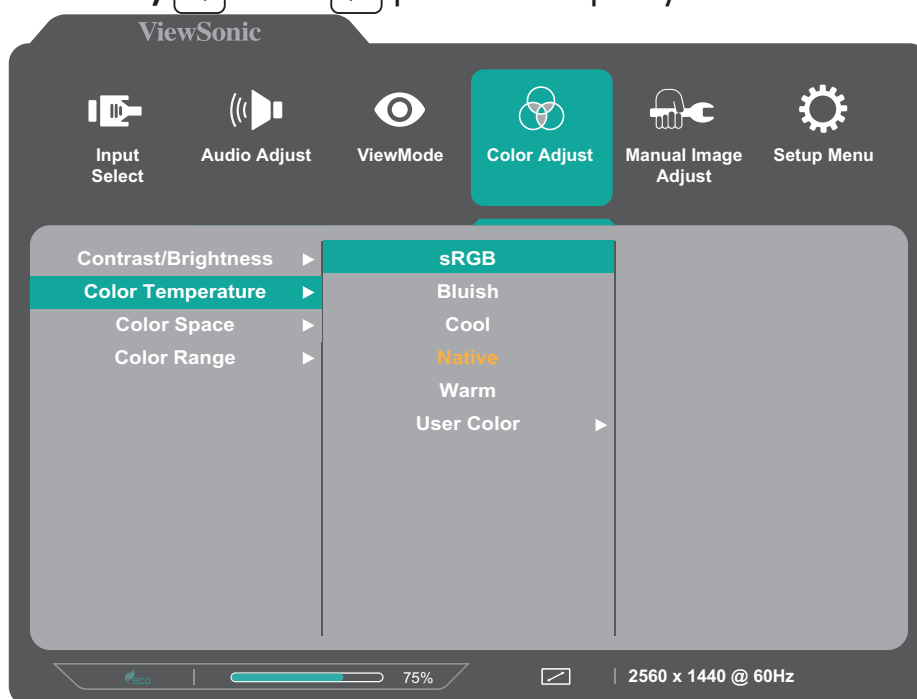 ViewSonic
Input
Select
Audio Adjust
ViewMode
Color Adjust
Manual Image
Adjust
Setup Menu
Contrast/Brightness
Color Temperature
Color Space
Color Range
sRGB
Bluish
Cool
Native
Warm
User Color
eco
75%
2560 x 1440 @ 60Hz